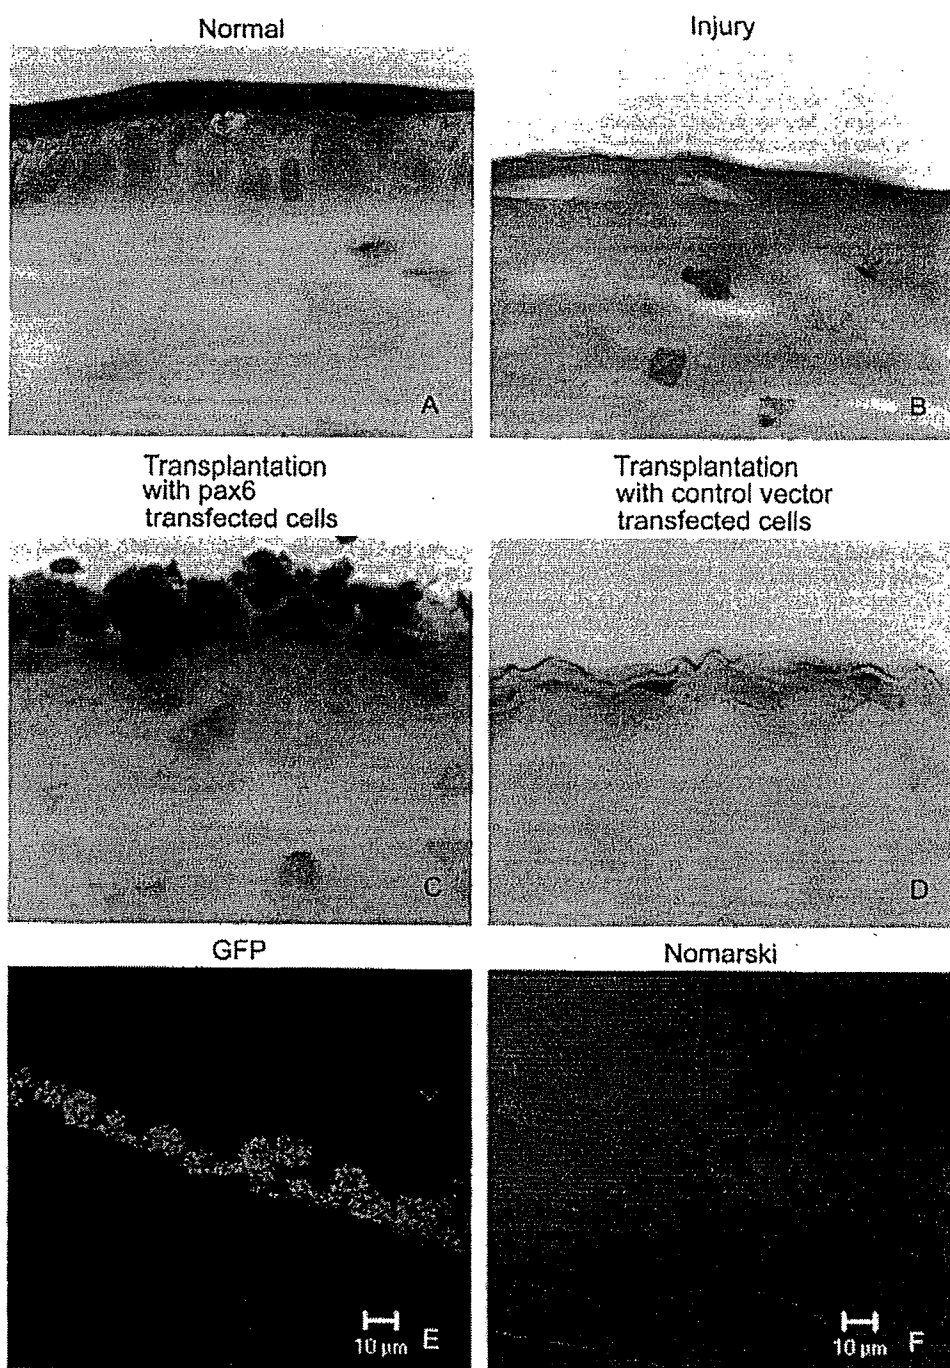 Normal
Injury
A
B
Transplantation
with pax6
transfected cells
Transplantation
with control vector
transfected cells
C
D
GFP
Nomarski
10 µm
E
10 µm
F